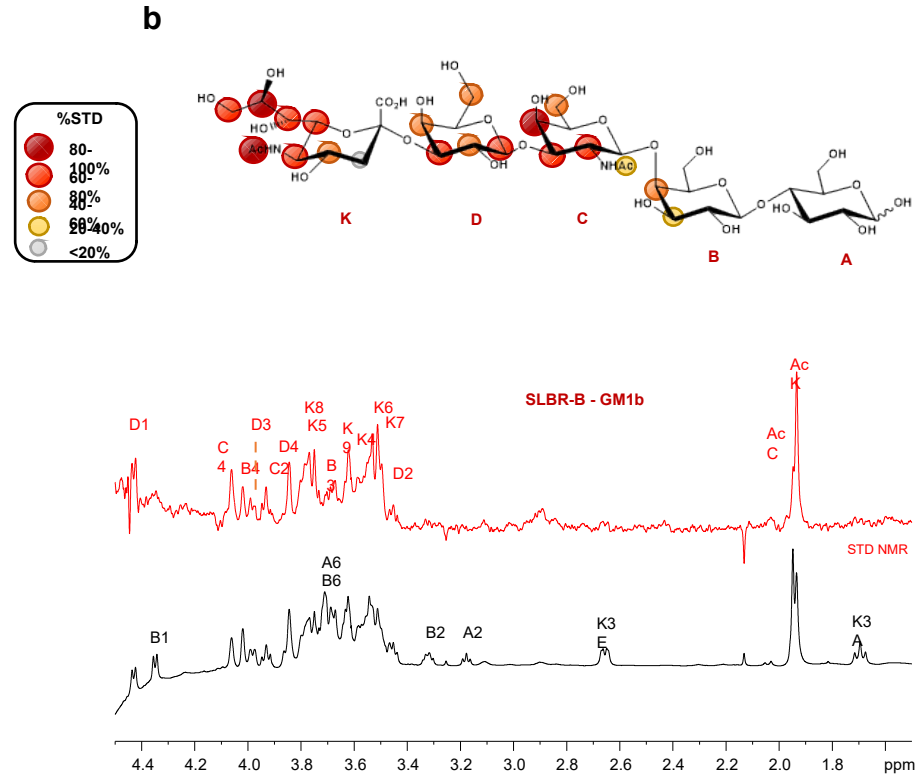 b
%STD
80-
100%
60-
80%
40-
60%
20-40%
<20%
HO
OH
HO
CO₂H
O
O
AcHN
HO
K
HO
OH
O
O
OH
D
OH
OH
O
O
NHAc
C
O
OH
O
HO
OH
O
B
OH
O
HO
OH
OH
A
SLBR-B - GM1b
D1
C
4
B4
D3
C2
D4
K8
K5
B
3
K
9
K4
K6
K7
D2
Ac
K
Ac
C
STD NMR
B1
A6
B6
B2
A2
K3
E
K3
A
4.4 4.2 4.0 3.8 3.6 3.4 3.2 3.0 2.8 2.6 2.4 2.2 2.0 1.8 ppm